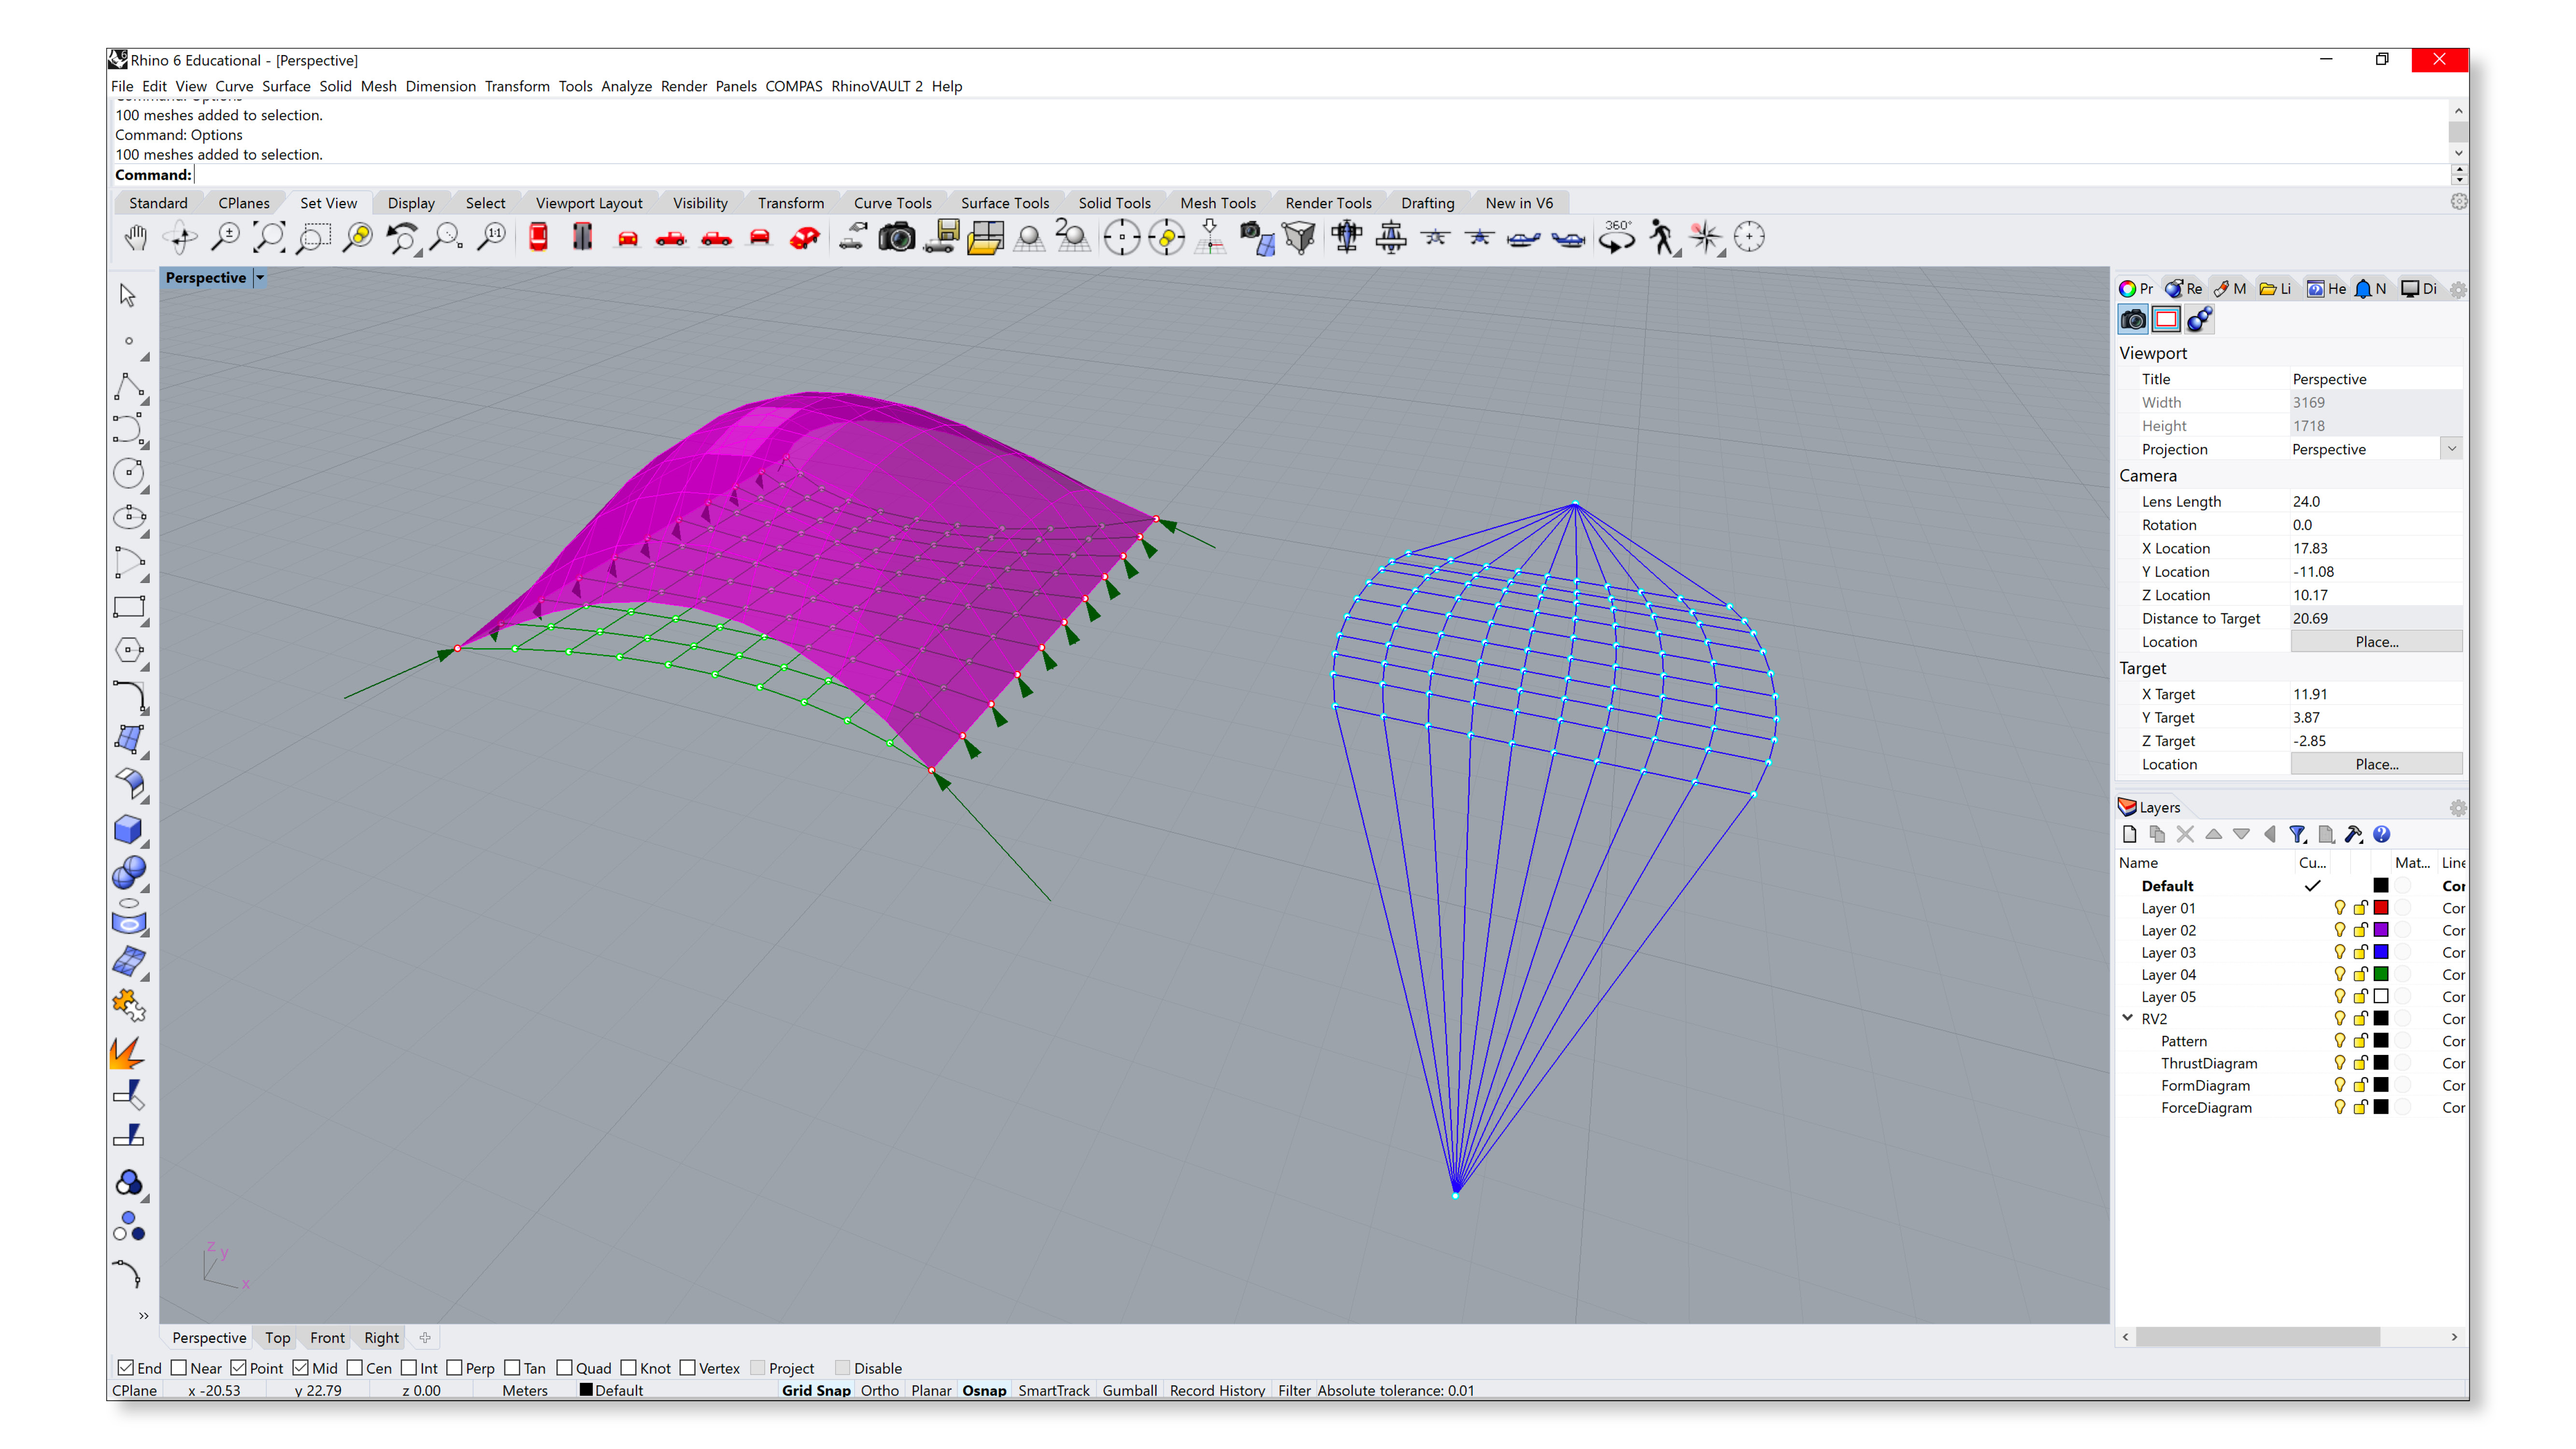 Rhino 6 Educational - [Perspective]
File Edit View Curve Surface Solid Mesh Dimension Transform Tools Analyze Render Panels COMPAS RhinoVAULT 2 Help
Command: Options
100 meshes added to selection.
Command: Options
100 meshes added to selection.
Command:
Standard CPlanes Set View Display Select Viewport Layout Visibility Transform Curve Tools Surface Tools Solid Tools Mesh Tools Render Tools Drafting New in V6
1:1 2 360°
Perspective
Pr Re M Li He N Di
Viewport
Title Perspective
Width 3169
Height 1718
Projection Perspective
Camera
Lens Length 24.0
Rotation 0.0
X Location 17.83
Y Location -11.08
Z Location 10.17
Distance to Target 20.69
Location Place...
Target
X Target 11.91
Y Target 3.87
Z Target -2.85
Location Place...
Layers
Name Cu... Mat... Line
Default Cor
Layer 01 Cor
Layer 02 Cor
Layer 03 Cor
Layer 04 Cor
Layer 05 Cor
RV2 Cor
Pattern Cor
ThrustDiagram Cor
FormDiagram Cor
ForceDiagram Cor
z y
x
Perspective Top Front Right
End Near Point Mid Cen Int Perp Tan Quad Knot Vertex Project Disable
CPlane x -20.53 y 22.79 z 0.00 Meters Default Grid Snap Ortho Planar Osnap SmartTrack Gumball Record History Filter Absolute tolerance: 0.01